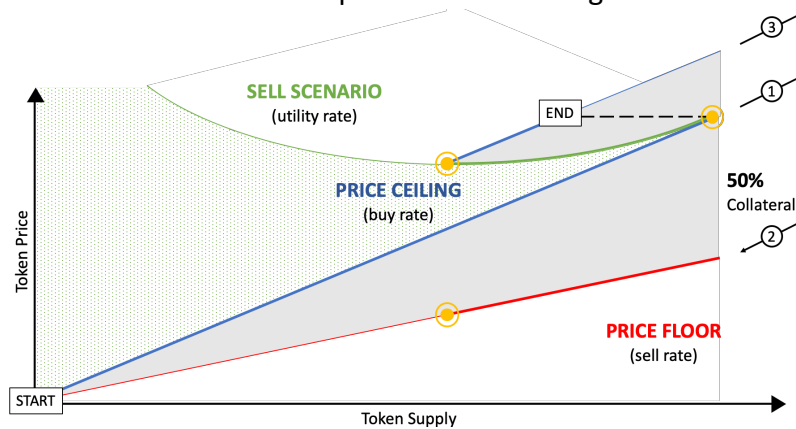 3
SELL SCENARIO
(utility rate)
1
END
PRICE CEILING
(buy rate)
50%
Collateral
2
Token Price
PRICE FLOOR
(sell rate)
START
Token Supply